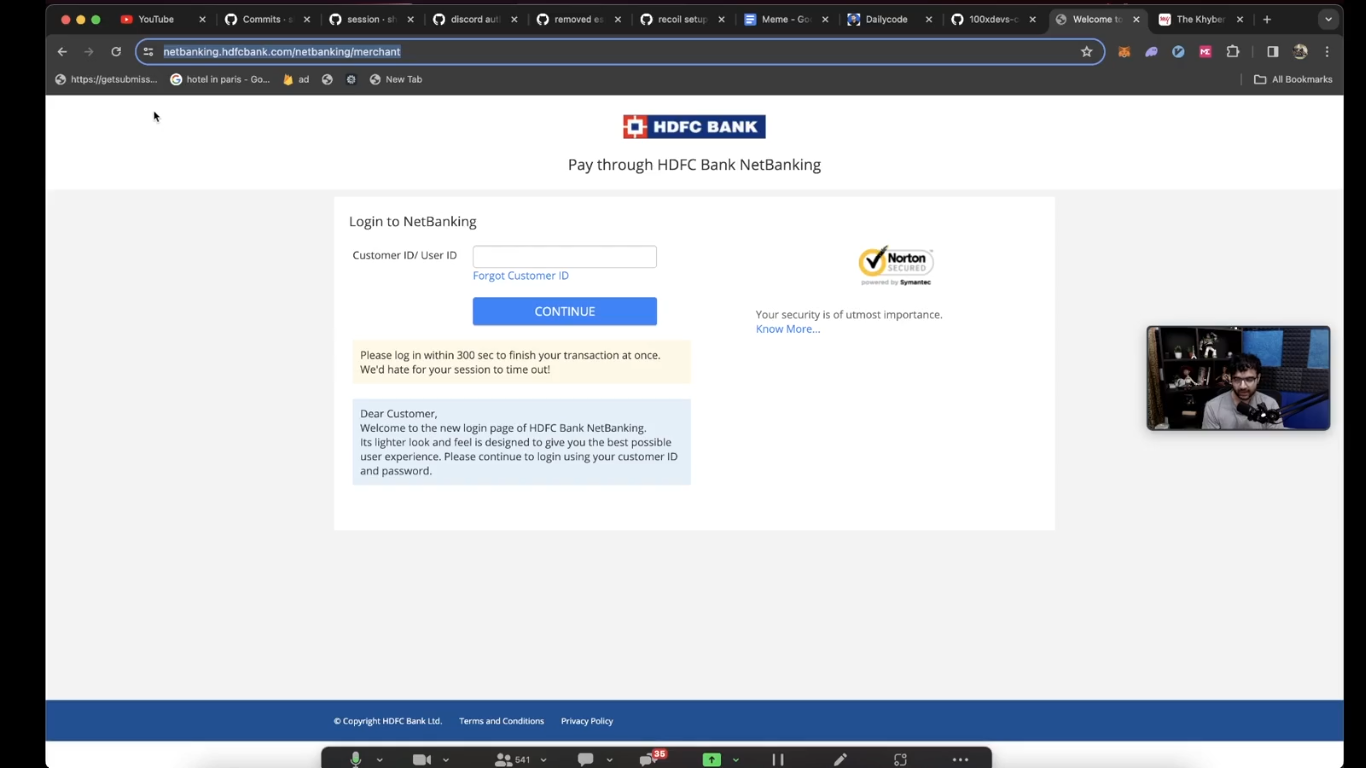 YouTube
Commits · s
session · sh
discord aut
removed es
recoil setup
Meme - Goo
Dailycode
100xdevs-c
Welcome to
The Khyber
netbanking.hdfcbank.com/netbanking/merchant
https://getsubmiss...
hotel in paris - Go...
ad
New Tab
All Bookmarks
HDFC BANK
Pay through HDFC Bank NetBanking
Login to NetBanking
Customer ID/ User ID
Forgot Customer ID
CONTINUE
Norton
SECURED
powered by Symantec
Your security is of utmost importance.
Know More...
Please log in within 300 sec to finish your transaction at once.
We'd hate for your session to time out!
Dear Customer,
Welcome to the new login page of HDFC Bank NetBanking.
Its lighter look and feel is designed to give you the best possible
user experience. Please continue to login using your customer ID
and password.
© Copyright HDFC Bank Ltd.
Terms and Conditions
Privacy Policy
541
35